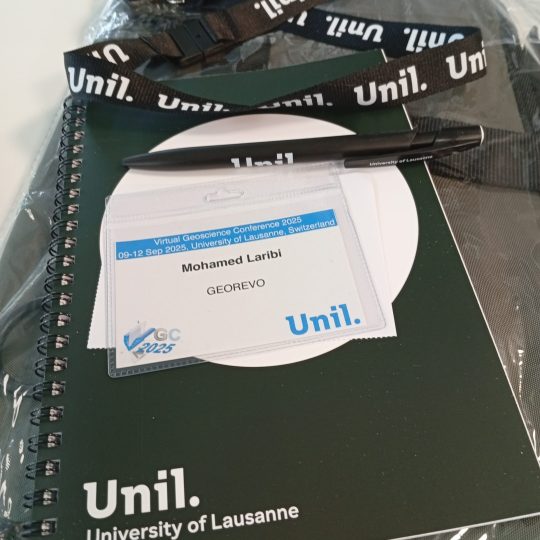 Unil.
Unil.
Unil.
Unil.
Unil.
University of Lausanne
Virtual Geoscience Conference 2025
09-12 Sep 2025, University of Lausanne, Switzerland
Mohamed Laribi
GEOREVO
GC
2025
Unil.
Unil.
University of Lausanne